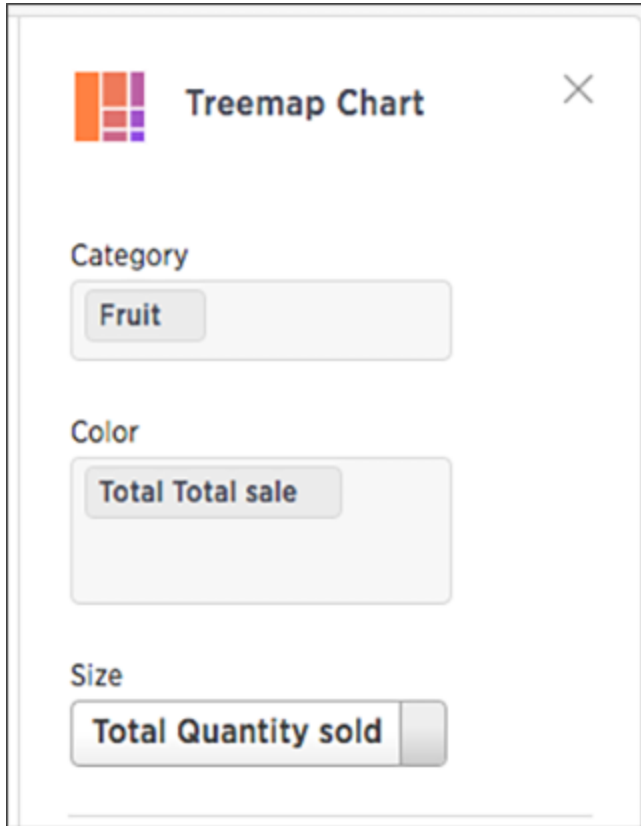 Treemap Chart
Category
Fruit
Color
Total Total sale
Size
Total Quantity sold